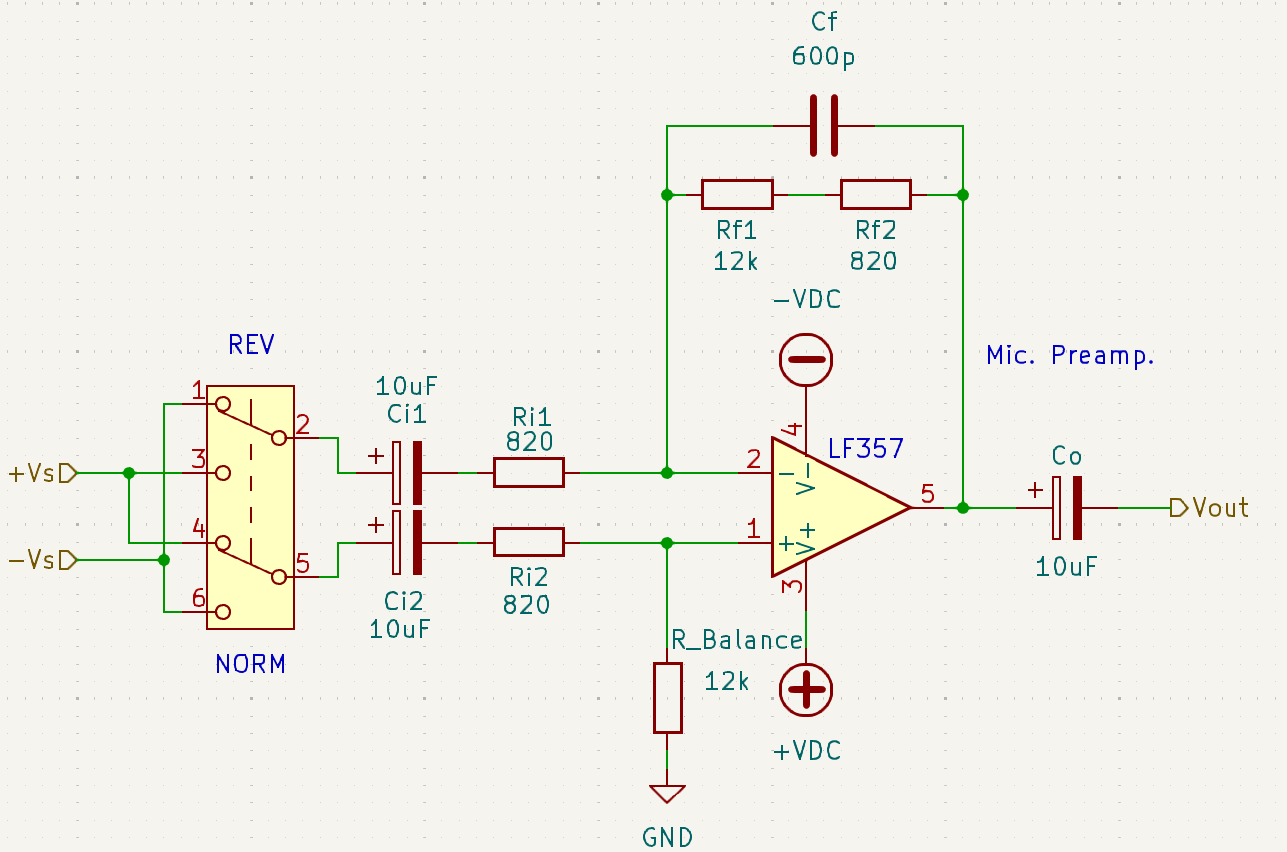 Cf
600p
Rf1
12k
Rf2
820
-VDC
REV
Mic. Preamp.
10uF
Ci1
Ri1
820
LF357
1
2
3
4
5
6
+Vs
-Vs
2
1
4
3
5
-
V-
+
V+
+
+
+
Co
10uF
Vout
Ri2
820
Ci2
10uF
NORM
R_Balance
12k
+VDC
GND